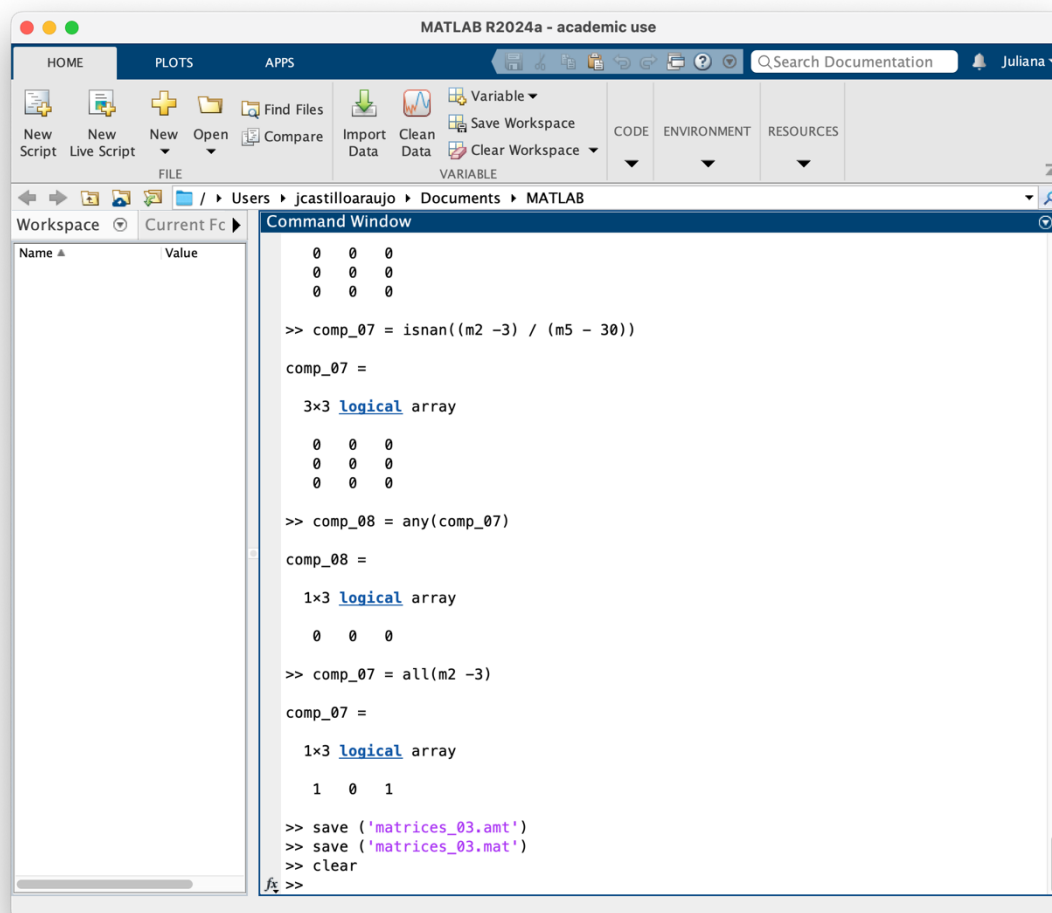 MATLAB R2024a - academic use
HOME PLOTS APPS Search Documentation Juliana
New Script
New Live Script
New
Open
Find Files
Compare
FILE
Import Data
Clean Data
Variable
Save Workspace
Clear Workspace
VARIABLE
CODE ENVIRONMENT RESOURCES
/ Users jcastilloaraujo Documents MATLAB
Workspace Current Fc
Name Value
Command Window
0 0 0
0 0 0
0 0 0
>> comp_07 = isnan((m2 -3) / (m5 - 30))
comp_07 =
3×3 logical array
0 0 0
0 0 0
0 0 0
>> comp_08 = any(comp_07)
comp_08 =
1×3 logical array
0 0 0
>> comp_07 = all(m2 -3)
comp_07 =
1×3 logical array
1 0 1
>> save ('matrices_03.amt')
>> save ('matrices_03.mat')
>> clear
fx >>